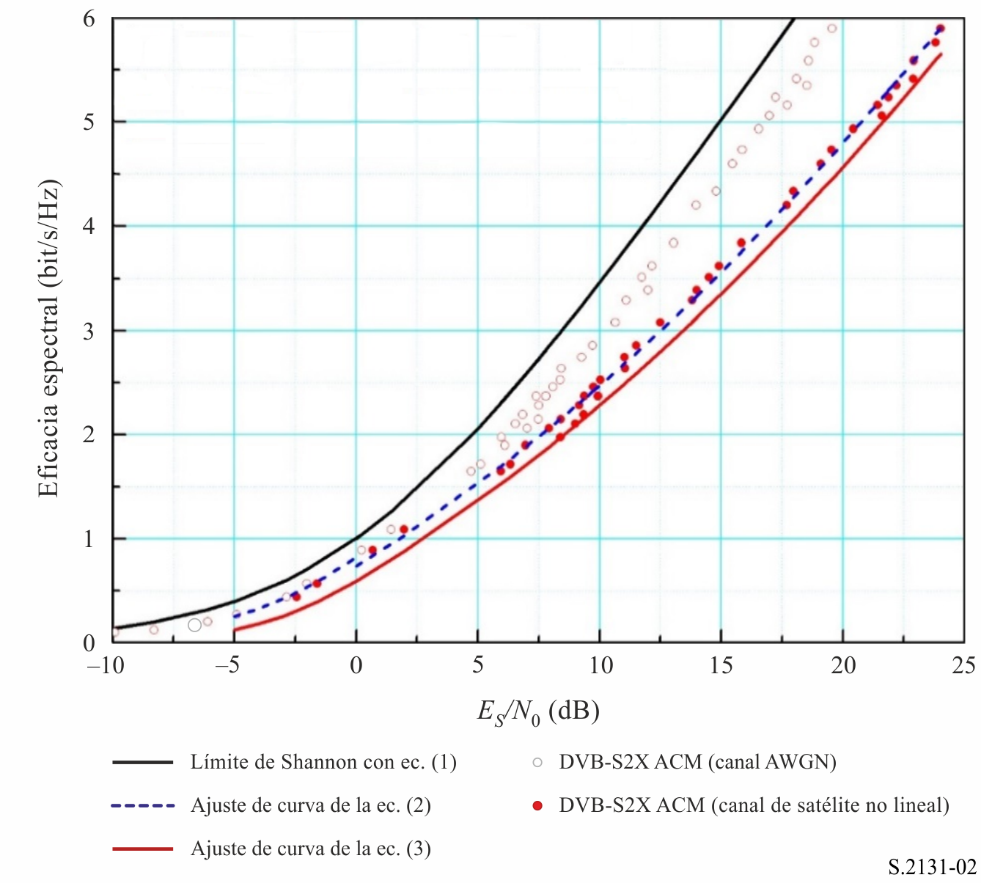 6
5
4
3
2
1
0
Eficacia espectral (bit/s/Hz)
–10 –5 0 5 10 15 20 25
E_S/N_0 (dB)
Límite de Shannon con ec. (1)
Ajuste de curva de la ec. (2)
Ajuste de curva de la ec. (3)
DVB-S2X ACM (canal AWGN)
DVB-S2X ACM (canal de satélite no lineal)
S.2131-02